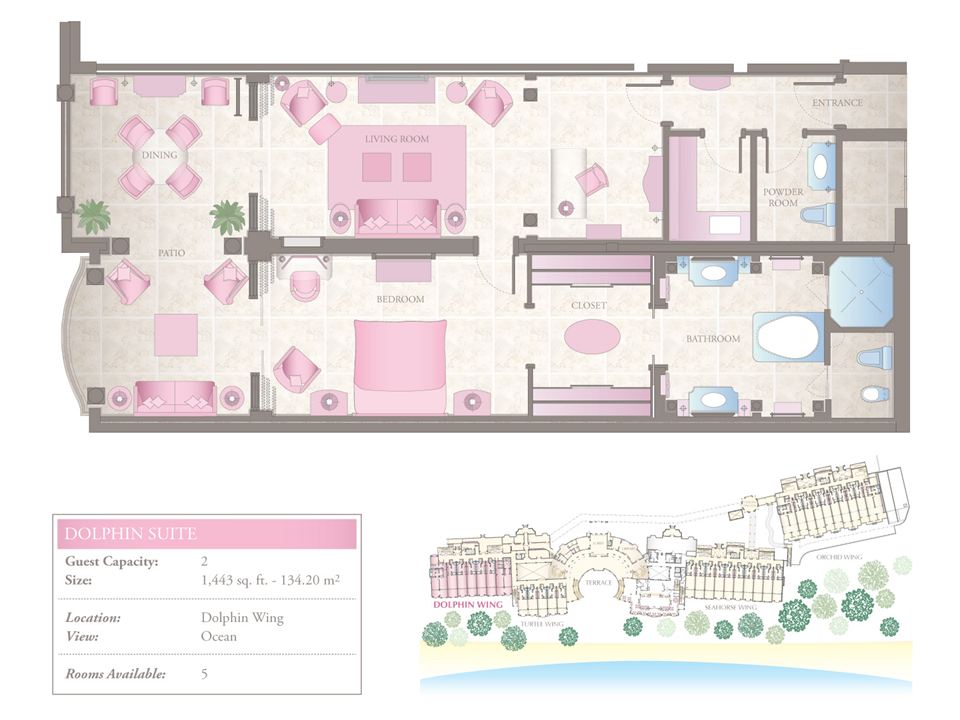 ENTRANCE
LIVING ROOM
DINING
POWDER
ROOM
PATIO
BEDROOM
CLOSET
BATHROOM
DOLPHIN SUITE
Guest Capacity: 2
Size: 1,443 sq. ft. - 134.20 m²
Location: Dolphin Wing
View: Ocean
Rooms Available: 5
ORCHID WING
TERRACE
DOLPHIN WING
SEAHORSE WING
TURTLE WING